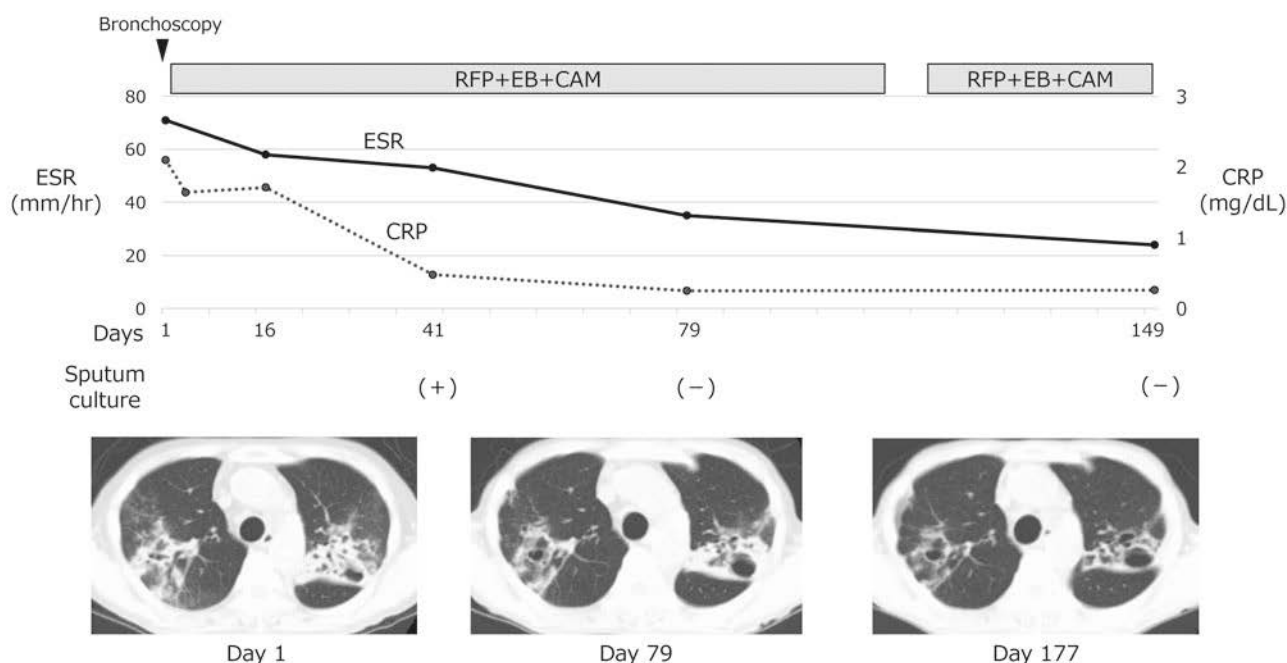 Bronchoscopy
RFP+EB+CAM RFP+EB+CAM
80 3
ESR
60
ESR (mm/hr) 2 CRP (mg/dL)
40
CRP 1
20
0 0
Days 1 16 41 79 149
Sputum culture (+) (−) (−)
Day 1 Day 79 Day 177